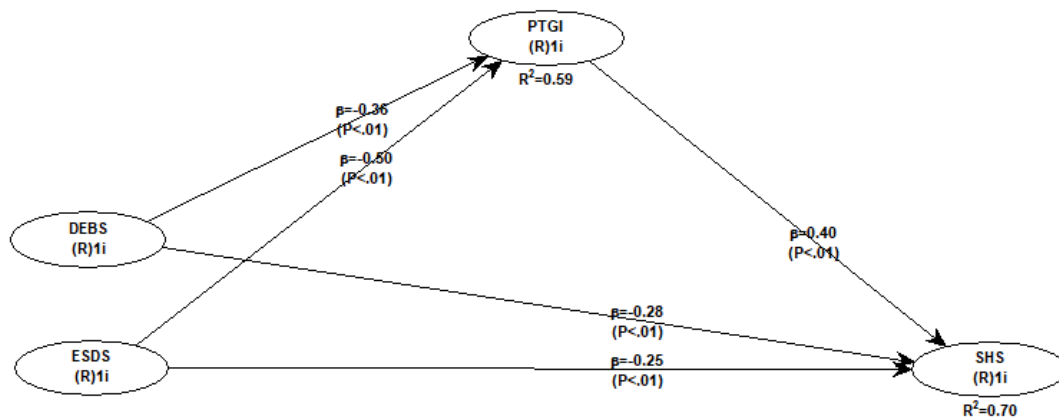 PTGI
(R)1i
R²=0.59
β=-0.36
(P<.01)
β=-0.50
(P<.01)
DEBS
(R)1i
β=0.40
(P<.01)
β=-0.28
(P<.01)
ESDS
(R)1i
β=-0.25
(P<.01)
SHS
(R)1i
R²=0.70